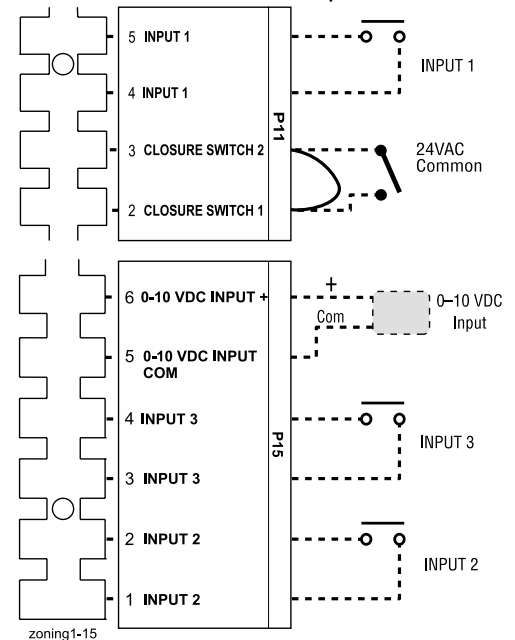 5 INPUT 1
INPUT 1
4 INPUT 1
P11
3 CLOSURE SWITCH 2
24VAC
Common
2 CLOSURE SWITCH 1
6 0-10 VDC INPUT +
+
0–10 VDC
Input
Com
5 0-10 VDC INPUT
COM
4 INPUT 3
P15
INPUT 3
3 INPUT 3
2 INPUT 2
INPUT 2
1 INPUT 2
zoning1-15